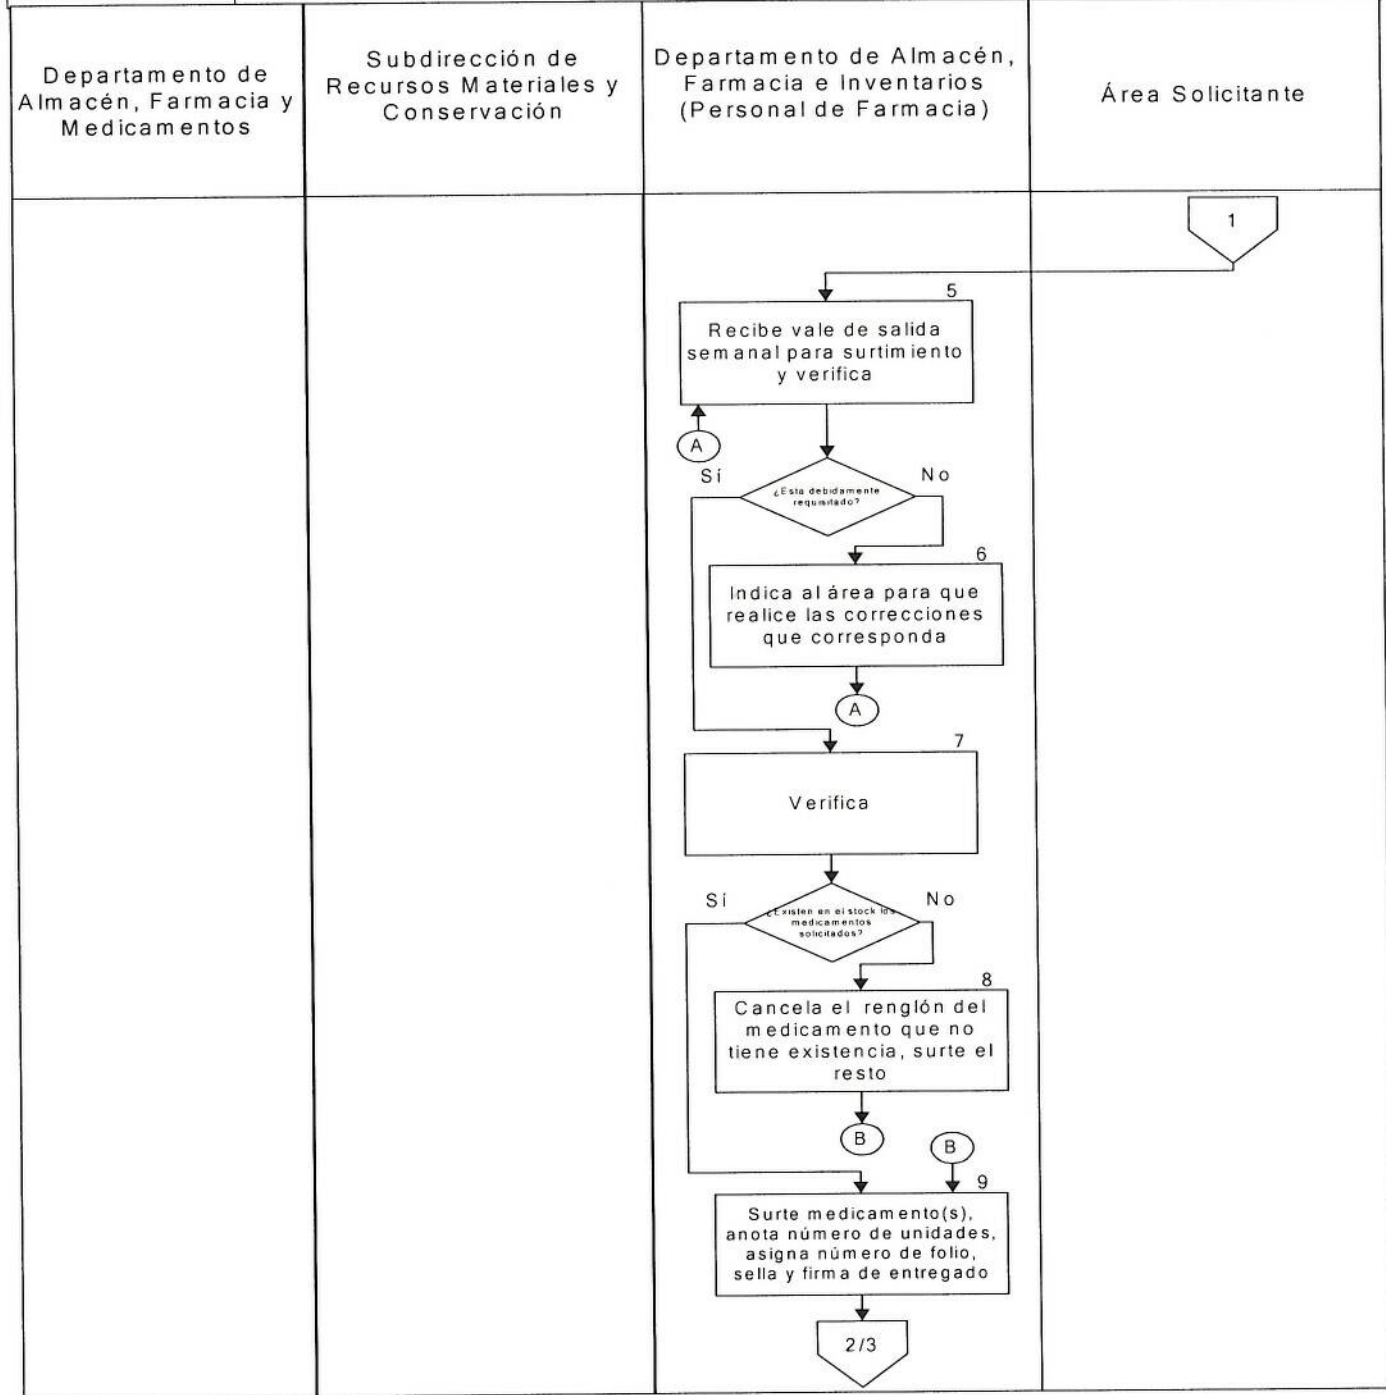 Departamento de
Almacén, Farmacia y
Medicamentos
Subdirección de
Recursos Materiales y
Conservación
Departamento de Almacén,
Farmacia e Inventarios
(Personal de Farmacia)
Área Solicitante
1
5
Recibe vale de salida
semanal para surtimiento
y verifica
A
Sí
No
¿Esta debidamente
requisitado?
6
Indica al área para que
realice las correcciones
que corresponda
A
7
Verifica
Sí
No
¿Existen en el stock los
medicamentos
solicitados?
8
Cancela el renglón del
medicamento que no
tiene existencia, surte el
resto
B
B
9
Surte medicamento(s),
anota número de unidades,
asigna número de folio,
sella y firma de entregado
2/3